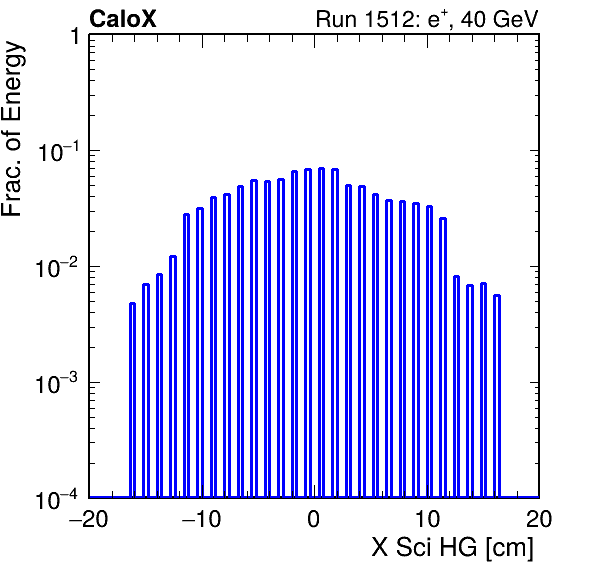 CaloX Run 1512: e⁺, 40 GeV
Frac. of Energy
1
10⁻¹
10⁻²
10⁻³
10⁻⁴
−20 −10 0 10 20
X Sci HG [cm]